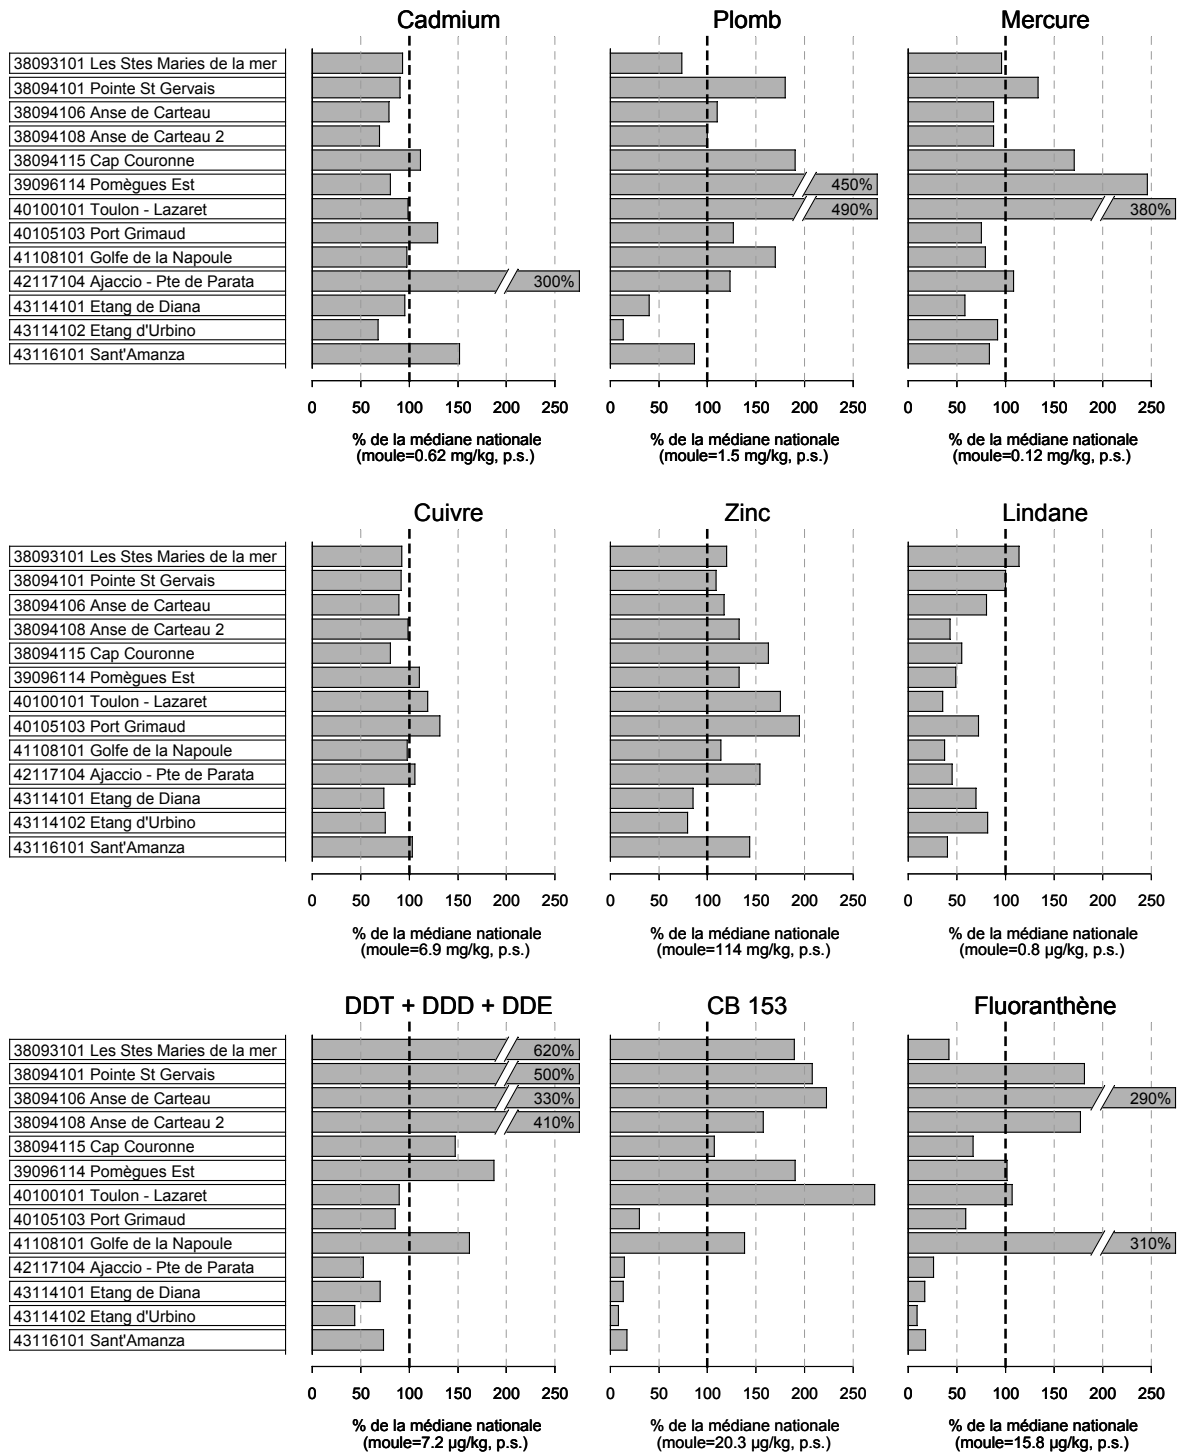 Cadmium Plomb Mercure
38093101 Les Stes Maries de la mer
38094101 Pointe St Gervais
38094106 Anse de Carteau
38094108 Anse de Carteau 2
38094115 Cap Couronne
39096114 Pomègues Est 450%
40100101 Toulon - Lazaret 490% 380%
40105103 Port Grimaud
41108101 Golfe de la Napoule
42117104 Ajaccio - Pte de Parata 300%
43114101 Etang de Diana
43114102 Etang d'Urbino
43116101 Sant'Amanza
0 50 100 150 200 250 0 50 100 150 200 250 0 50 100 150 200 250
% de la médiane nationale % de la médiane nationale % de la médiane nationale
(moule=0.62 mg/kg, p.s.) (moule=1.5 mg/kg, p.s.) (moule=0.12 mg/kg, p.s.)
Cuivre Zinc Lindane
38093101 Les Stes Maries de la mer
38094101 Pointe St Gervais
38094106 Anse de Carteau
38094108 Anse de Carteau 2
38094115 Cap Couronne
39096114 Pomègues Est
40100101 Toulon - Lazaret
40105103 Port Grimaud
41108101 Golfe de la Napoule
42117104 Ajaccio - Pte de Parata
43114101 Etang de Diana
43114102 Etang d'Urbino
43116101 Sant'Amanza
0 50 100 150 200 250 0 50 100 150 200 250 0 50 100 150 200 250
% de la médiane nationale % de la médiane nationale % de la médiane nationale
(moule=6.9 mg/kg, p.s.) (moule=114 mg/kg, p.s.) (moule=0.8 µg/kg, p.s.)
DDT + DDD + DDE CB 153 Fluoranthène
38093101 Les Stes Maries de la mer 620%
38094101 Pointe St Gervais 500%
38094106 Anse de Carteau 330% 290%
38094108 Anse de Carteau 2 410%
38094115 Cap Couronne
39096114 Pomègues Est
40100101 Toulon - Lazaret
40105103 Port Grimaud
41108101 Golfe de la Napoule 310%
42117104 Ajaccio - Pte de Parata
43114101 Etang de Diana
43114102 Etang d'Urbino
43116101 Sant'Amanza
0 50 100 150 200 250 0 50 100 150 200 250 0 50 100 150 200 250
% de la médiane nationale % de la médiane nationale % de la médiane nationale
(moule=7.2 µg/kg, p.s.) (moule=20.3 µg/kg, p.s.) (moule=15.8 µg/kg, p.s.)